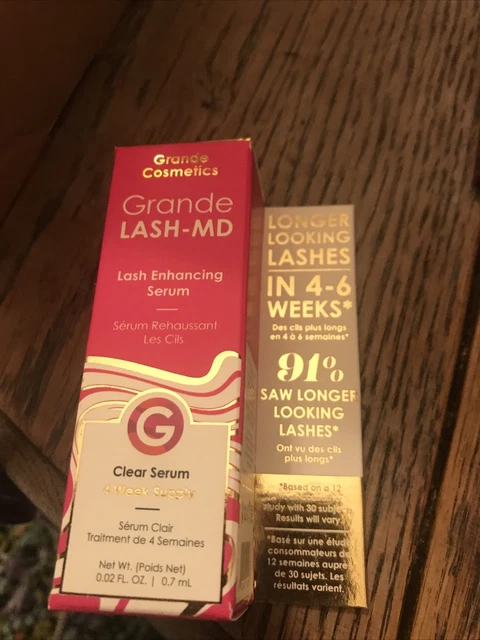 Grande
Cosmetics
Grande
LASH-MD
Lash Enhancing
Serum
Sérum Rehaussant
Les Cils
G
Clear Serum
4 Week Supply
Sérum Clair
Traitement de 4 Semaines
Net Wt. (Poids Net)
0.02 FL. OZ. | 0.7 mL
LONGER
LOOKING
LASHES
IN 4-6
WEEKS*
Des cils plus longs
en 4 à 6 semaines*
91%
SAW LONGER
LOOKING
LASHES*
Ont vu des cils
plus longs*
*Based on a 12
study with 30
Results will vary.
*Basé sur une étude
consommateurs de
12 semaines auprè
de 30 sujets. Les
résultats varient.